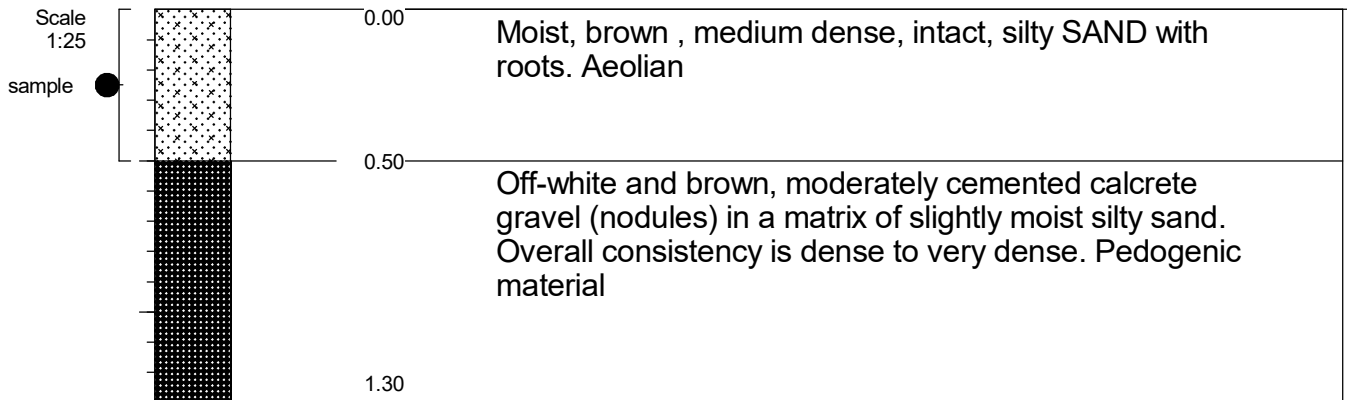 Scale
1:25
0.00
Moist, brown , medium dense, intact, silty SAND with
roots. Aeolian
sample
0.50
Off-white and brown, moderately cemented calcrete
gravel (nodules) in a matrix of slightly moist silty sand.
Overall consistency is dense to very dense. Pedogenic
material
1.30